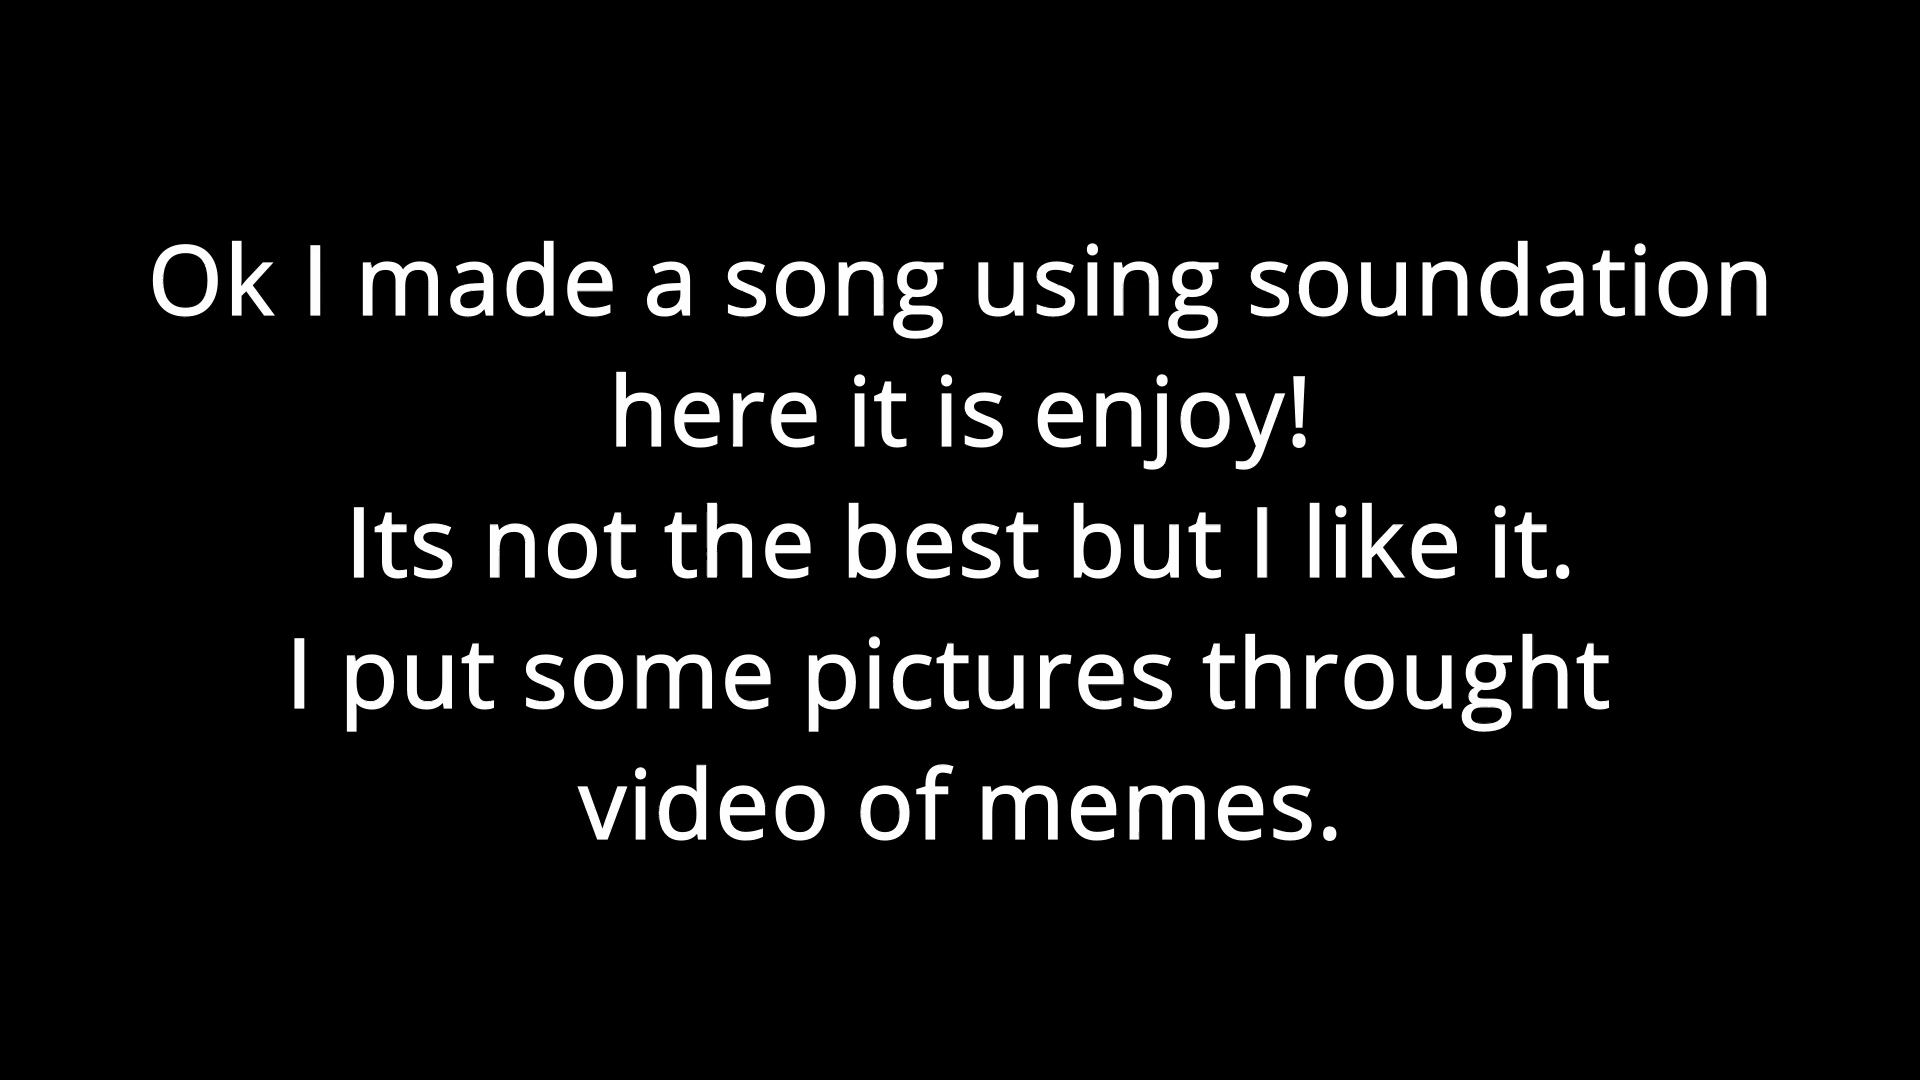 Ok I made a song using soundation
here it is enjoy!
Its not the best but I like it.
I put some pictures throught
video of memes.